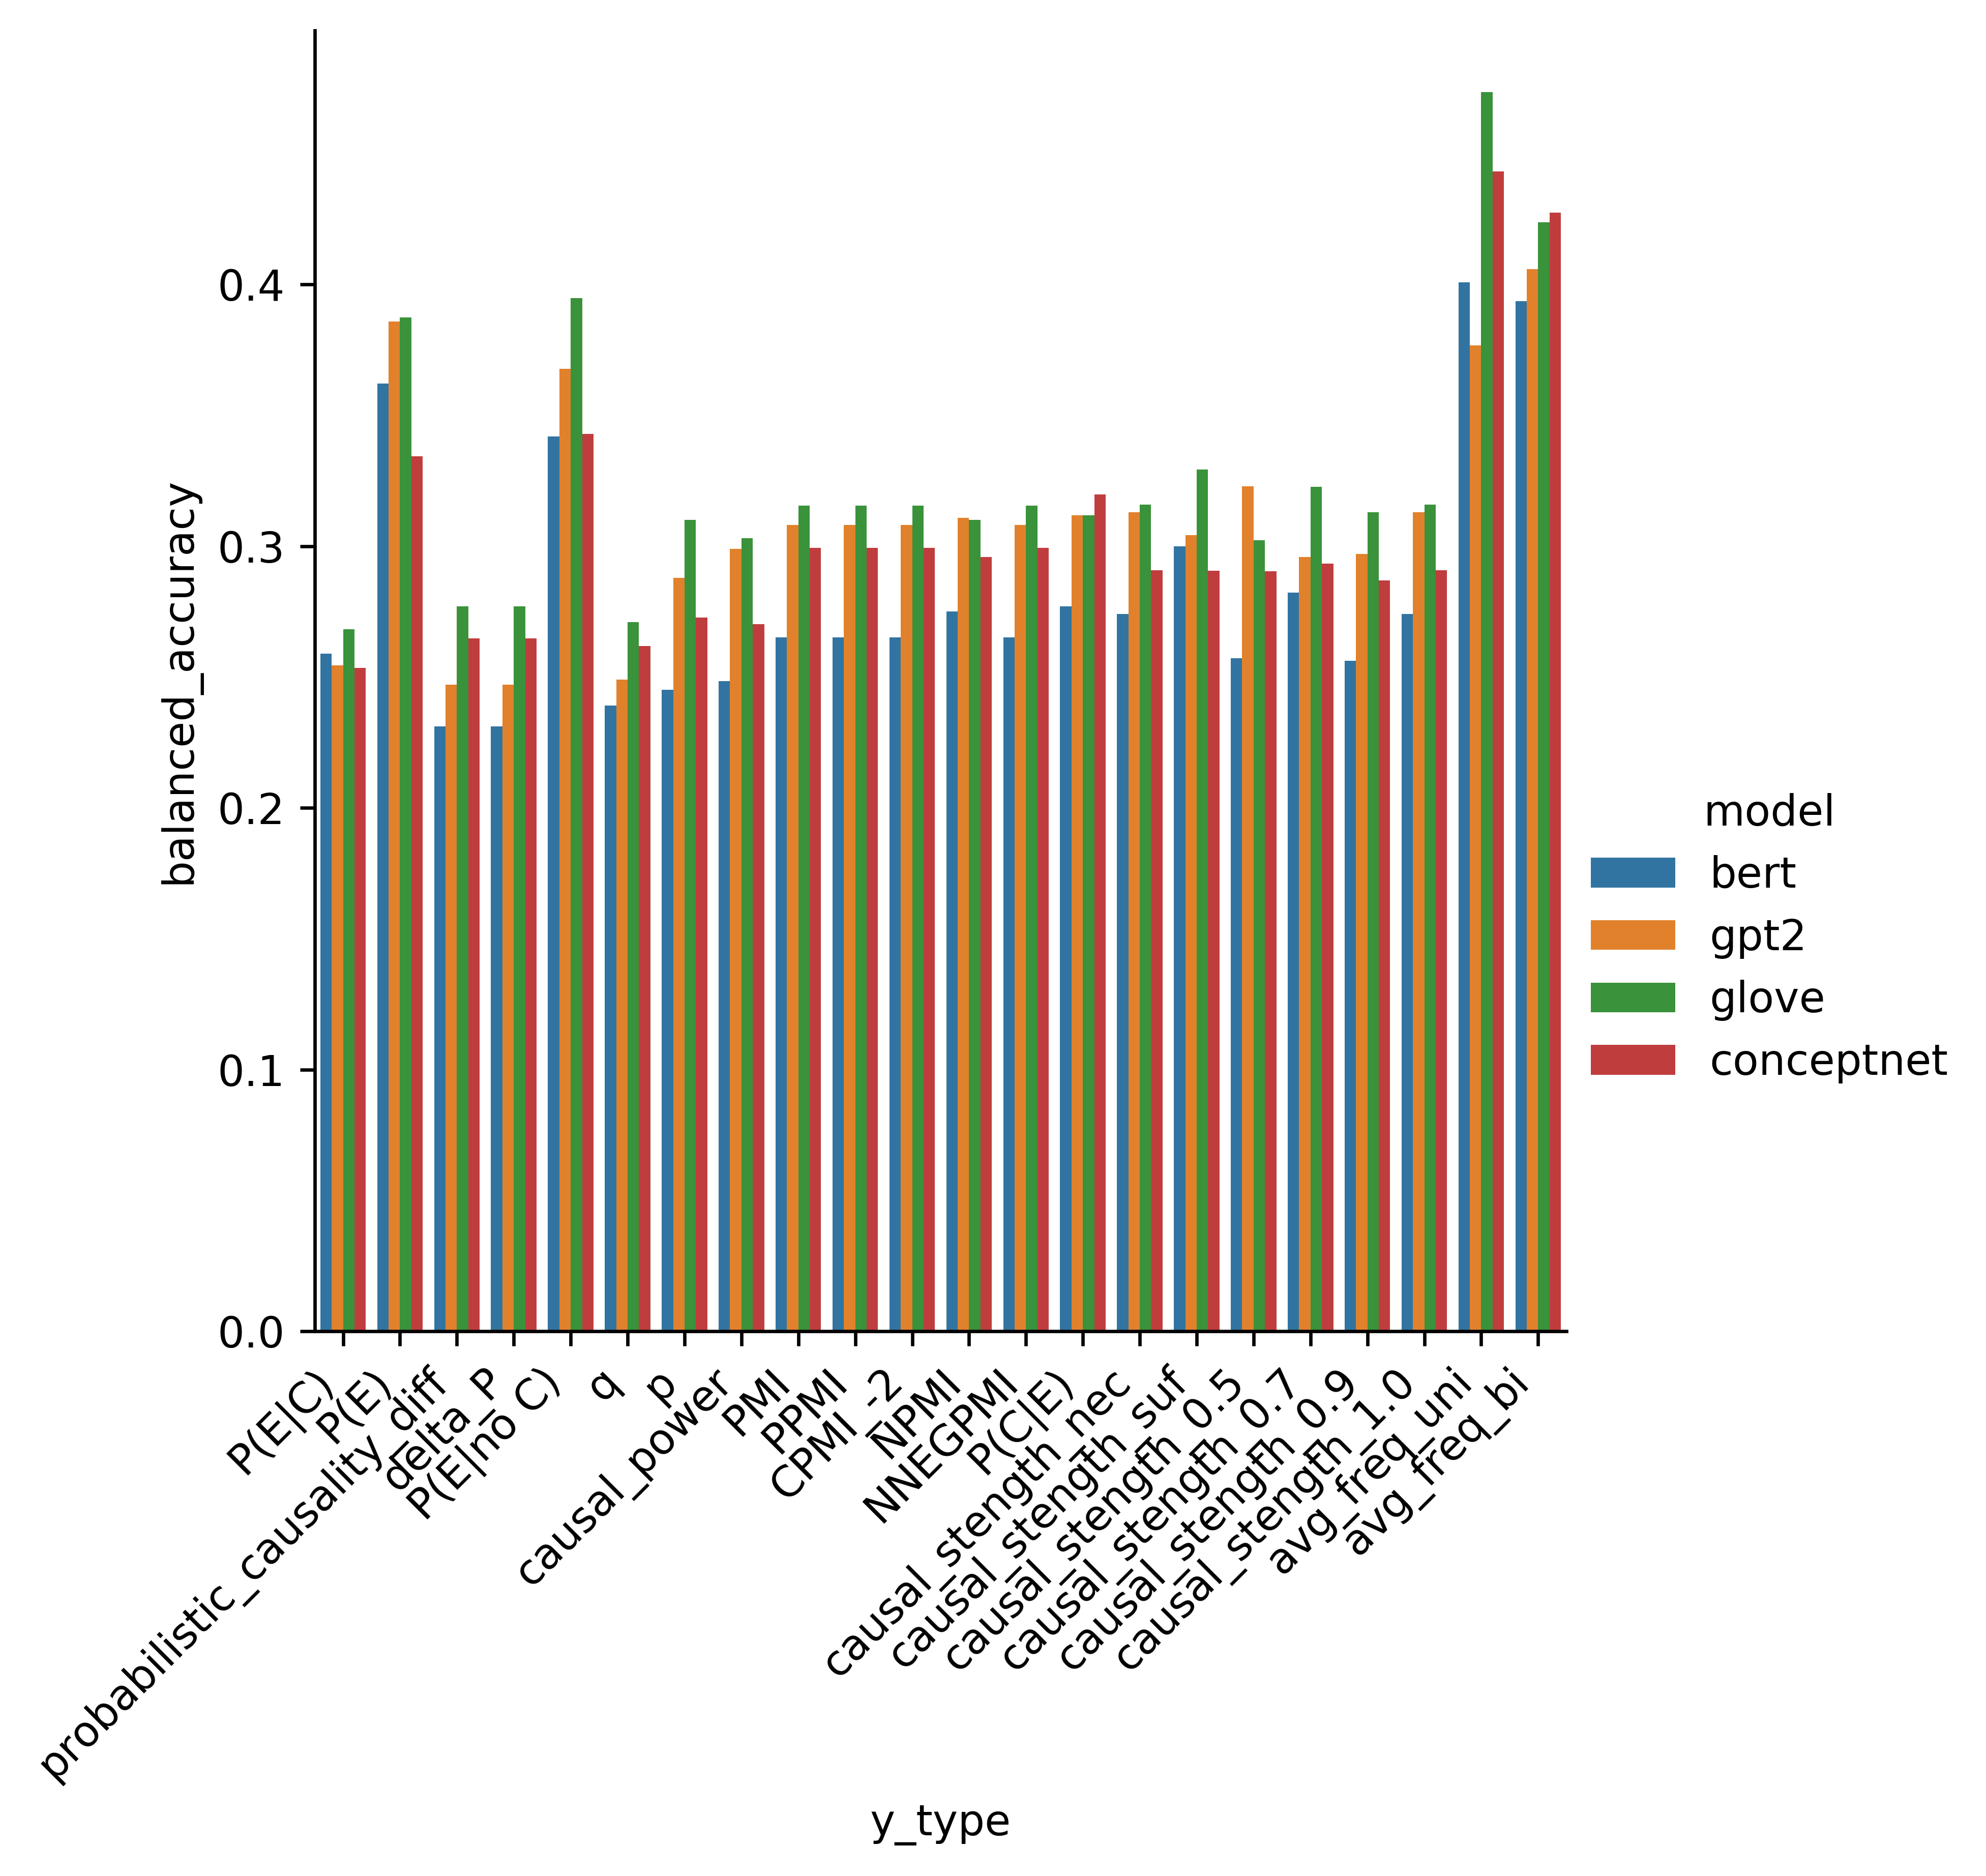 balanced_accuracy
0.4
0.3
0.2
0.1
0.0
P(E|C)
P(E)
probabilistic_causality_diff
delta_P
P(E|no C)
q
p
causal_power
PMI
PPMI
CPMI_-2
NPMI
NNEGPMI
P(C|E)
causal_stength_nec
causal_stength_suf
causal_stength_0.5
causal_stength_0.7
causal_stength_0.9
causal_stength_1.0
avg_freq_uni
avg_freq_bi
y_type
model
bert
gpt2
glove
conceptnet